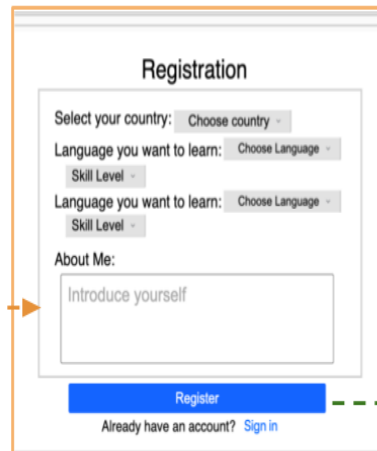 Registration
Select your country: Choose country
Language you want to learn: Choose Language
Skill Level
Language you want to learn: Choose Language
Skill Level
About Me:
Introduce yourself
Register
Already have an account? Sign in